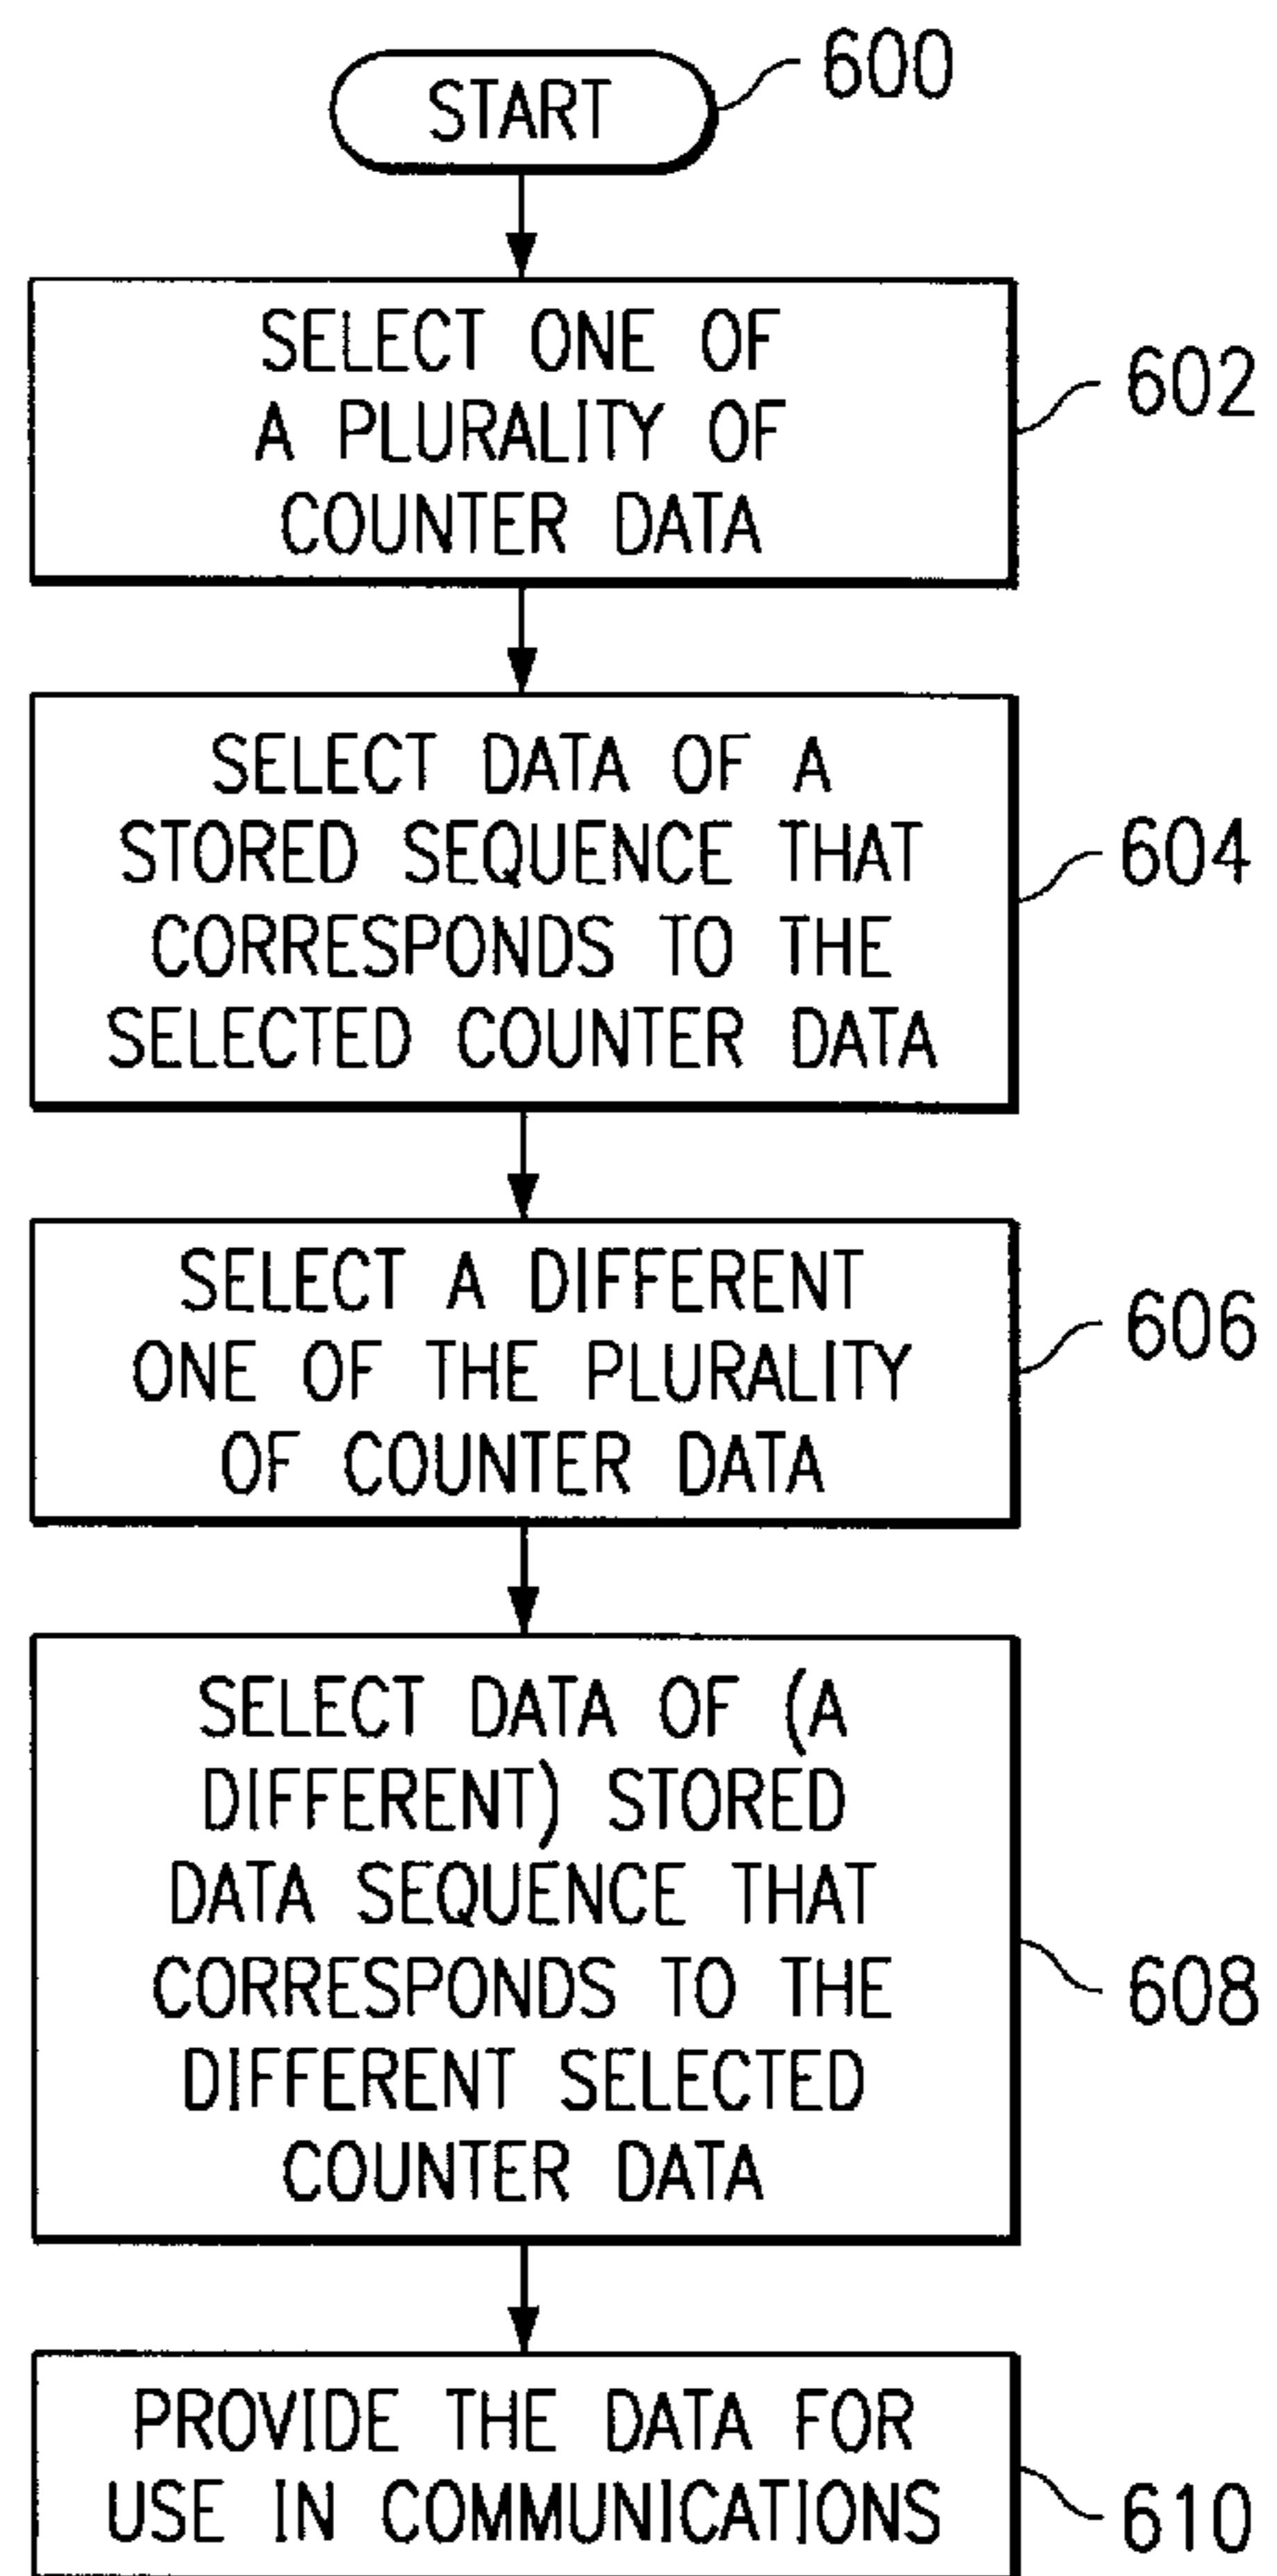 START
600
SELECT ONE OF
A PLURALITY OF
COUNTER DATA
602
SELECT DATA OF A
STORED SEQUENCE THAT
CORRESPONDS TO THE
SELECTED COUNTER DATA
604
SELECT A DIFFERENT
ONE OF THE PLURALITY
OF COUNTER DATA
606
SELECT DATA OF (A
DIFFERENT) STORED
DATA SEQUENCE THAT
CORRESPONDS TO THE
DIFFERENT SELECTED
COUNTER DATA
608
PROVIDE THE DATA FOR
USE IN COMMUNICATIONS
610